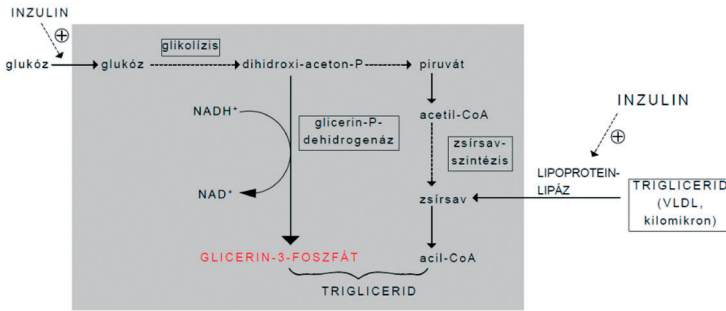 INZULIN
glukóz
glukóz
glikolízis
dihidroxi-aceton-P
piruvát
acetil-CoA
NADH⁺
glicerin-P-
dehidrogenáz
zsírsav-
szintézis
INZULIN
LIPOPROTEIN-
LIPÁZ
TRIGLICERID
(VLDL,
kilomikron)
NAD⁺
zsírsav
GLICERIN-3-FOSZFÁT
acil-CoA
TRIGLICERID